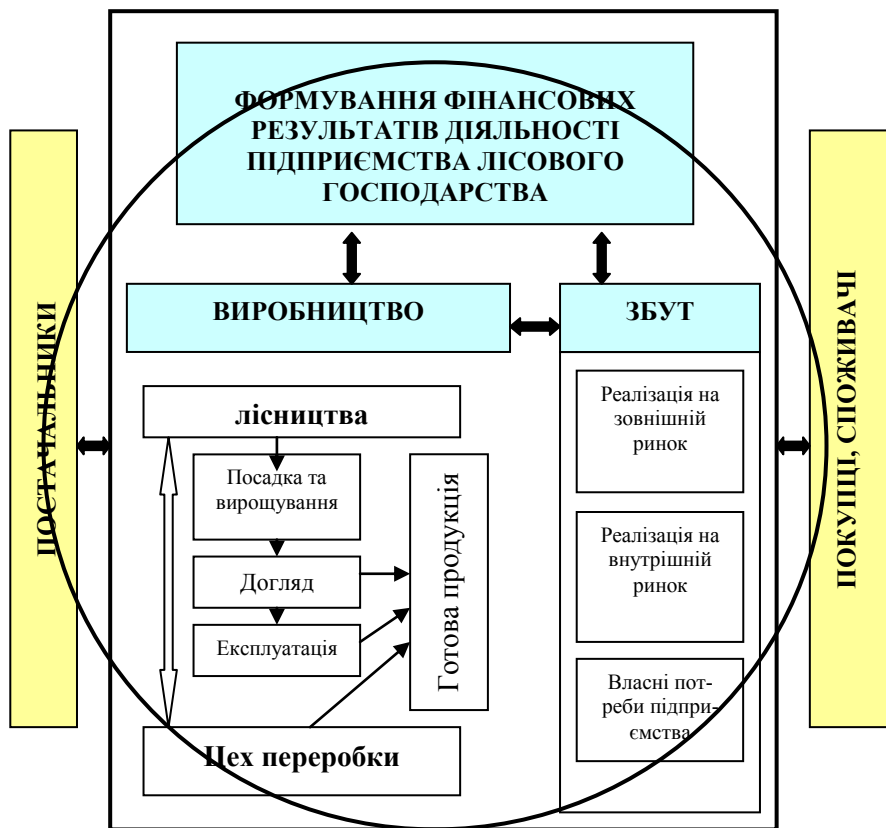 ФОРМУВАННЯ ФІНАНСОВИХ
РЕЗУЛЬТАТІВ ДІЯЛЬНОСТІ
ПІДПРИЄМСТВА ЛІСОВОГО
ГОСПОДАРСТВА
ПОСТАЧАЛЬНИКИ
ВИРОБНИЦТВО
ЗБУТ
ПОКУПЦІ, СПОЖИВАЧІ
лісництва
Посадка та
вирощування
Догляд
Експлуатація
Готова продукція
Цех переробки
Реалізація на
зовнішній
ринок
Реалізація на
внутрішній
ринок
Власні пот-
реби підпри-
ємства